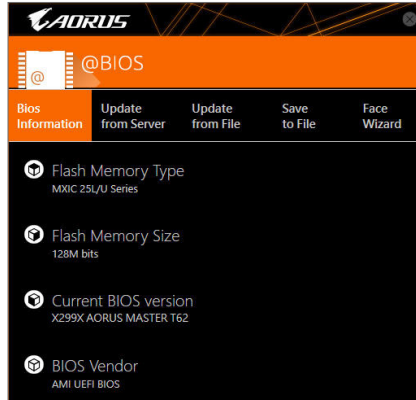 AORUS
@BIOS
@
Bios Information
Update from Server
Update from File
Save to File
Face Wizard
Flash Memory Type
MXIC 25L/U Series
Flash Memory Size
128M bits
Current BIOS version
X299X AORUS MASTER T62
BIOS Vendor
AMI UEFI BIOS